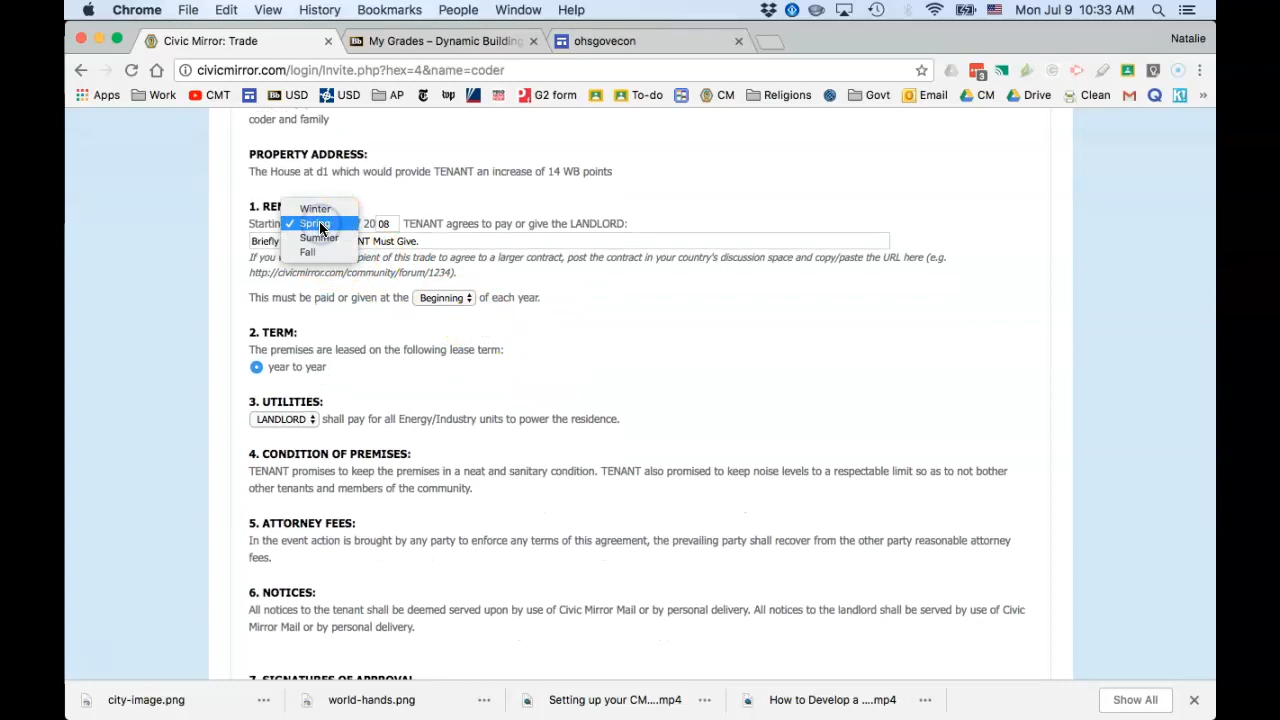 Chrome File Edit View History Bookmarks People Window Help Mon Jul 9 10:33 AM
Civic Mirror: Trade My Grades – Dynamic Building ohsgovecon Natalie
civicmirror.com/login/Invite.php?hex=4&name=coder 3
Apps Work CMT USD USD AP G2 form To-do CM Religions Govt Email CM Drive Clean
coder and family
PROPERTY ADDRESS:
The House at d1 which would provide TENANT an increase of 14 WB points
1. REN
Winter
Startin Spring / 20 08 TENANT agrees to pay or give the LANDLORD:
Summer
Briefly NT Must Give.
Fall
If you ipient of this trade to agree to a larger contract, post the contract in your country's discussion space and copy/paste the URL here (e.g.
http://civicmirror.com/community/forum/1234).
This must be paid or given at the Beginning of each year.
2. TERM:
The premises are leased on the following lease term:
year to year
3. UTILITIES:
LANDLORD shall pay for all Energy/Industry units to power the residence.
4. CONDITION OF PREMISES:
TENANT promises to keep the premises in a neat and sanitary condition. TENANT also promised to keep noise levels to a respectable limit so as to not bother
other tenants and members of the community.
5. ATTORNEY FEES:
In the event action is brought by any party to enforce any terms of this agreement, the prevailing party shall recover from the other party reasonable attorney
fees.
6. NOTICES:
All notices to the tenant shall be deemed served upon by use of Civic Mirror Mail or by personal delivery. All notices to the landlord shall be served by use of Civic
Mirror Mail or by personal delivery.
7. SIGNATURES OF APPROVAL
city-image.png world-hands.png Setting up your CM....mp4 How to Develop a ....mp4 Show All